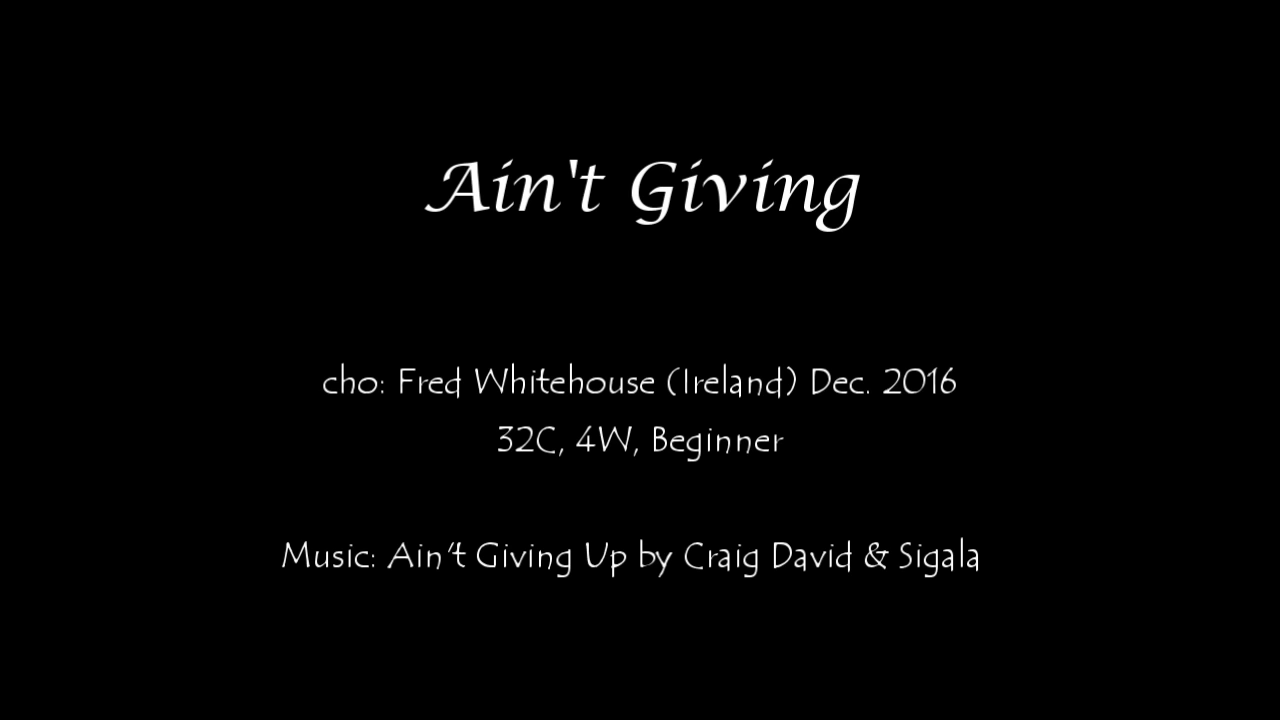 Ain't Giving
cho: Fred Whitehouse (Ireland) Dec. 2016
32C, 4W, Beginner
Music: Ain't Giving Up by Craig David & Sigala